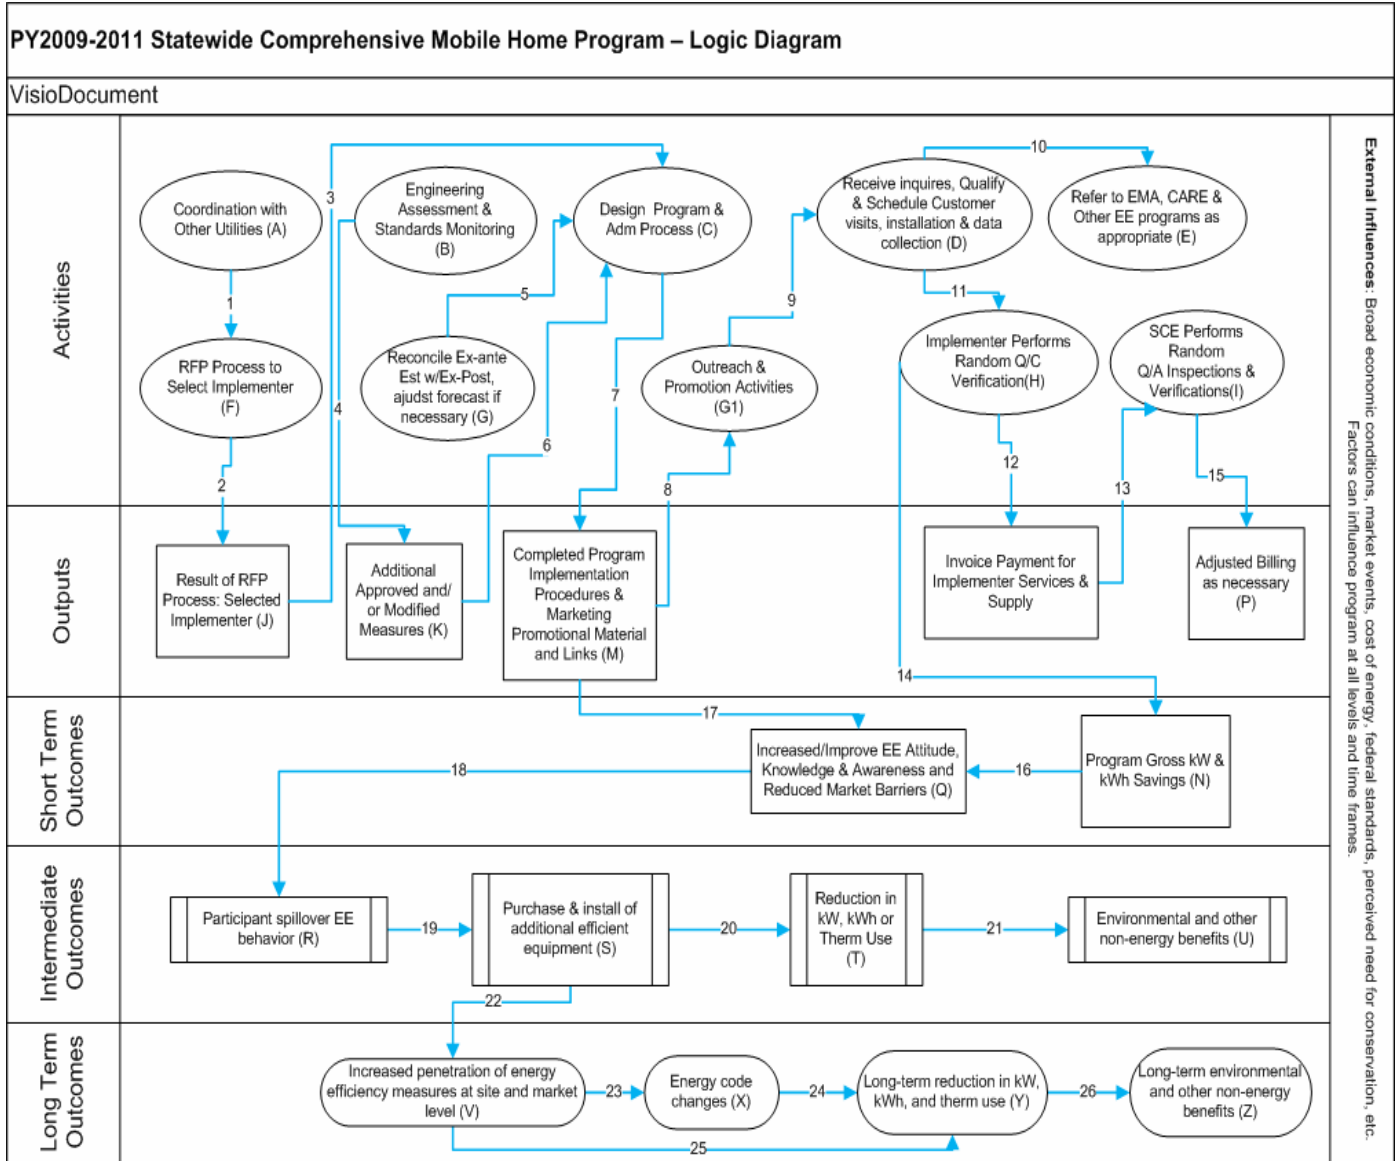 PY2009-2011 Statewide Comprehensive Mobile Home Program – Logic Diagram
VisioDocument
Activities
Coordination with
Other Utilities (A)
Engineering
Assessment &
Standards Monitoring
(B)
Design Program &
Adm Process (C)
Receive inquires, Qualify
& Schedule Customer
visits, installation & data
collection (D)
Refer to EMA, CARE &
Other EE programs as
appropriate (E)
RFP Process to
Select Implementer
(F)
Reconcile Ex-ante
Est w/Ex-Post,
ajudst forecast if
necessary (G)
Outreach &
Promotion Activities
(G1)
Implementer Performs
Random Q/C
Verification(H)
SCE Performs
Random
Q/A Inspections &
Verifications(I)
1
2
3
4
5
6
7
8
9
10
11
12
13
15
Outputs
Result of RFP
Process: Selected
Implementer (J)
Additional
Approved and/
or Modified
Measures (K)
Completed Program
Implementation
Procedures &
Marketing
Promotional Material
and Links (M)
Invoice Payment for
Implementer Services &
Supply
Adjusted Billing
as necessary
(P)
14
Short Term
Outcomes
17
Increased/Improve EE Attitude,
Knowledge & Awareness and
Reduced Market Barriers (Q)
16
Program Gross kW &
kWh Savings (N)
18
Intermediate
Outcomes
Participant spillover EE
behavior (R)
19
Purchase & install of
additional efficient
equipment (S)
20
Reduction in
kW, kWh or
Therm Use
(T)
21
Environmental and other
non-energy benefits (U)
22
Long Term
Outcomes
Increased penetration of energy
efficiency measures at site and market
level (V)
23
Energy code
changes (X)
24
Long-term reduction in kW,
kWh, and therm use (Y)
26
Long-term environmental
and other non-energy
benefits (Z)
25
External Influences: Broad economic conditions, market events, cost of energy, federal standards, perceived need for conservation, etc.
Factors can influence program at all levels and time frames.